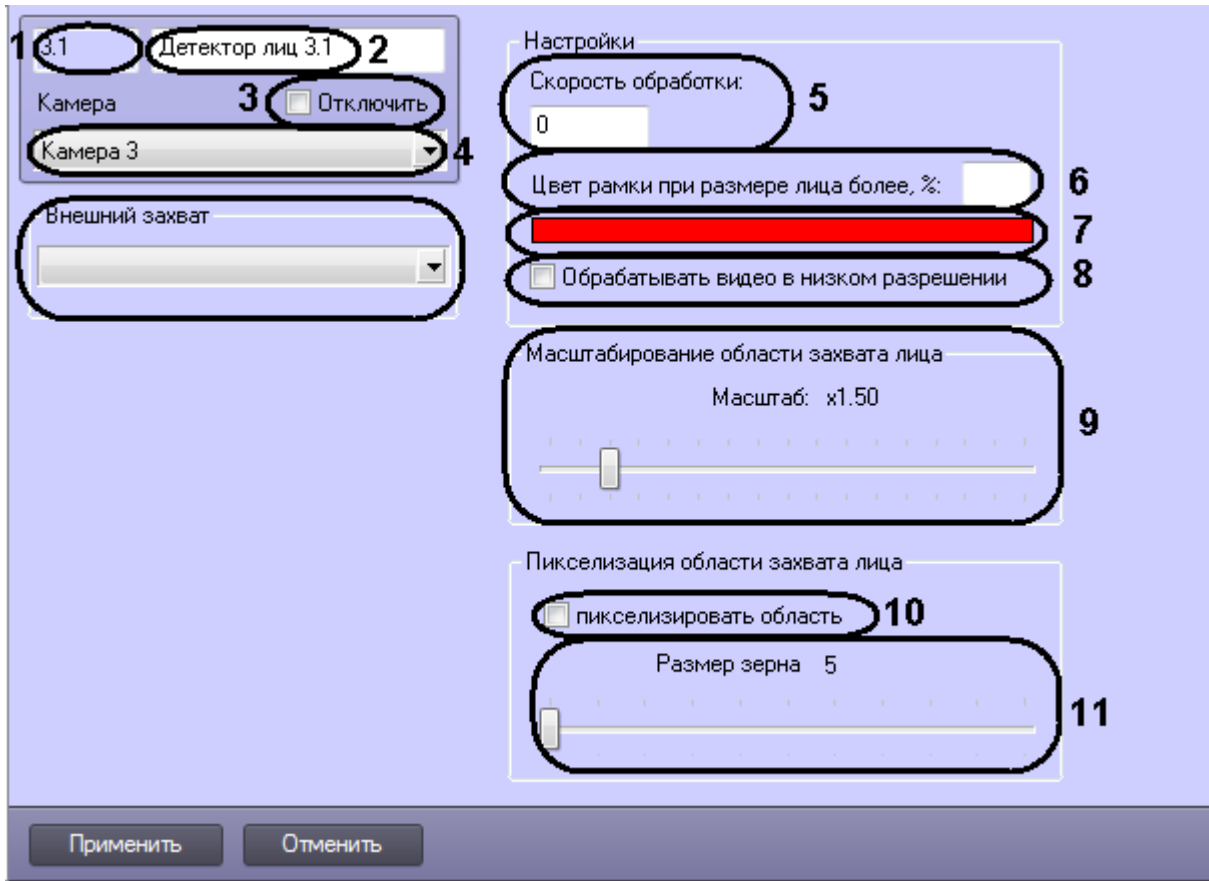 1 3.1 Детектор лиц 3.1 2
Камера 3 Отключить
Камера 3 4
Внешний захват
Настройки
Скорость обработки: 5
0
Цвет рамки при размере лица более, %: 6
7
Обрабатывать видео в низком разрешении 8
Масштабирование области захвата лица
Масштаб: x1.50
9
Пикселизация области захвата лица
пикселизировать область 10
Размер зерна 5
11
Применить Отменить